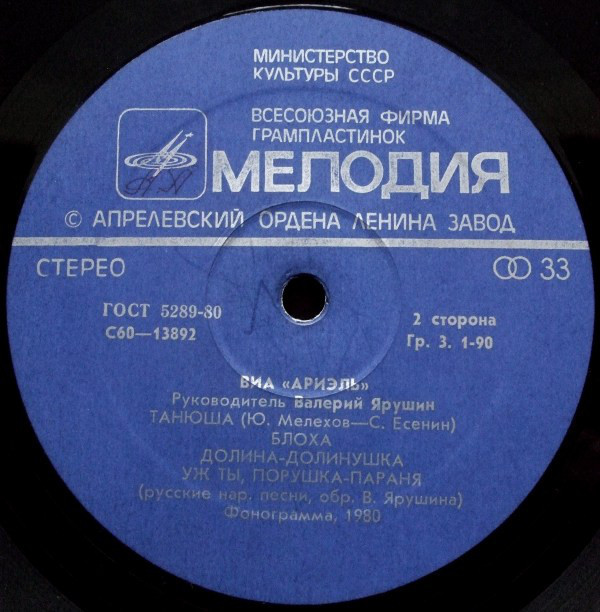 МИНИСТЕРСТВО
КУЛЬТУРЫ СССР
ВСЕСОЮЗНАЯ ФИРМА
ГРАМПЛАСТИНОК
МЕЛОДИЯ
© АПРЕЛЕВСКИЙ ОРДЕНА ЛЕНИНА ЗАВОД
СТЕРЕО
33
ГОСТ 5289-80
С60—13892
2 сторона
Гр. 3. 1-90
ВИА «АРИЭЛЬ»
Руководитель Валерий Ярушин
ТАНЮША (Ю. Мелехов—С. Есенин)
БЛОХА
ДОЛИНА-ДОЛИНУШКА
УЖ ТЫ, ПОРУШКА-ПАРАНЯ
(русские нар. песни, обр. В. Ярушина)
Фонограмма, 1980